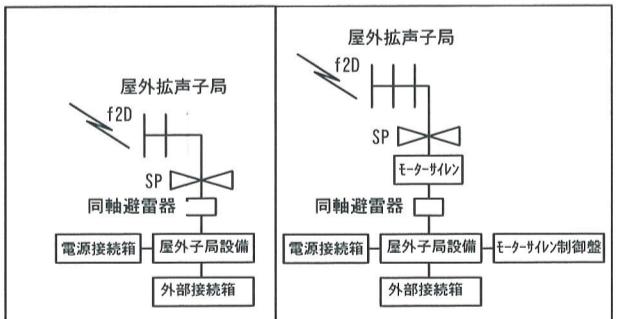 屋外拡声子局
f2D
SP
同軸避雷器
電源接続箱
屋外子局設備
外部接続箱
屋外拡声子局
f2D
SP
ﾓｰﾀｰｻｲﾚﾝ
同軸避雷器
電源接続箱
屋外子局設備
ﾓｰﾀｰｻｲﾚﾝ制御盤
外部接続箱